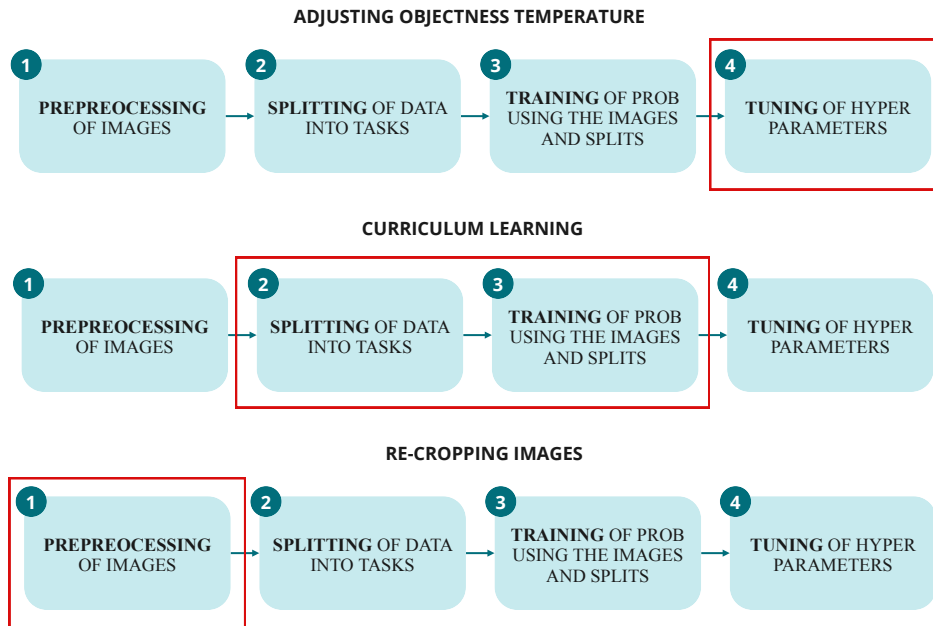 ADJUSTING OBJECTNESS TEMPERATURE
1
PREPREOCESSING
OF IMAGES
2
SPLITTING OF DATA
INTO TASKS
3
TRAINING OF PROB
USING THE IMAGES
AND SPLITS
4
TUNING OF HYPER
PARAMETERS
CURRICULUM LEARNING
1
PREPREOCESSING
OF IMAGES
2
SPLITTING OF DATA
INTO TASKS
3
TRAINING OF PROB
USING THE IMAGES
AND SPLITS
4
TUNING OF HYPER
PARAMETERS
RE-CROPPING IMAGES
1
PREPREOCESSING
OF IMAGES
2
SPLITTING OF DATA
INTO TASKS
3
TRAINING OF PROB
USING THE IMAGES
AND SPLITS
4
TUNING OF HYPER
PARAMETERS